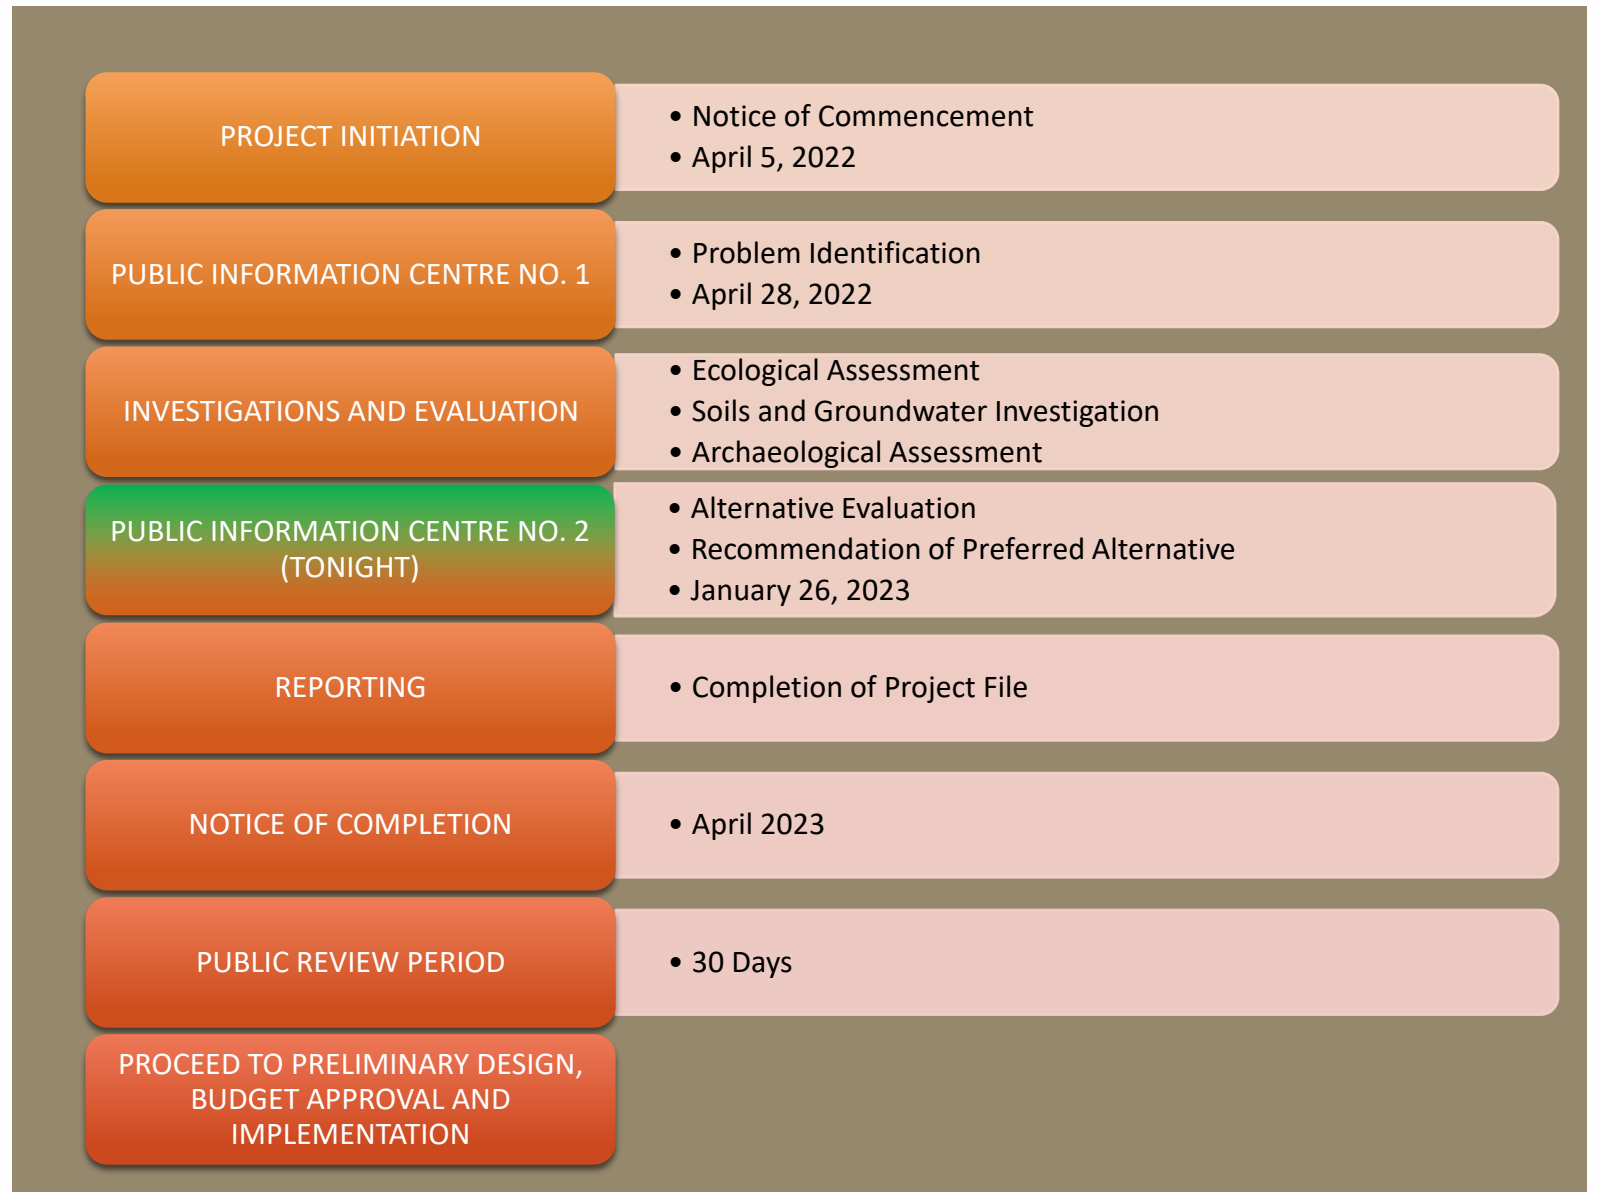 PROJECT INITIATION
• Notice of Commencement
• April 5, 2022
PUBLIC INFORMATION CENTRE NO. 1
• Problem Identification
• April 28, 2022
INVESTIGATIONS AND EVALUATION
• Ecological Assessment
• Soils and Groundwater Investigation
• Archaeological Assessment
PUBLIC INFORMATION CENTRE NO. 2
(TONIGHT)
• Alternative Evaluation
• Recommendation of Preferred Alternative
• January 26, 2023
REPORTING
• Completion of Project File
NOTICE OF COMPLETION
• April 2023
PUBLIC REVIEW PERIOD
• 30 Days
PROCEED TO PRELIMINARY DESIGN,
BUDGET APPROVAL AND
IMPLEMENTATION